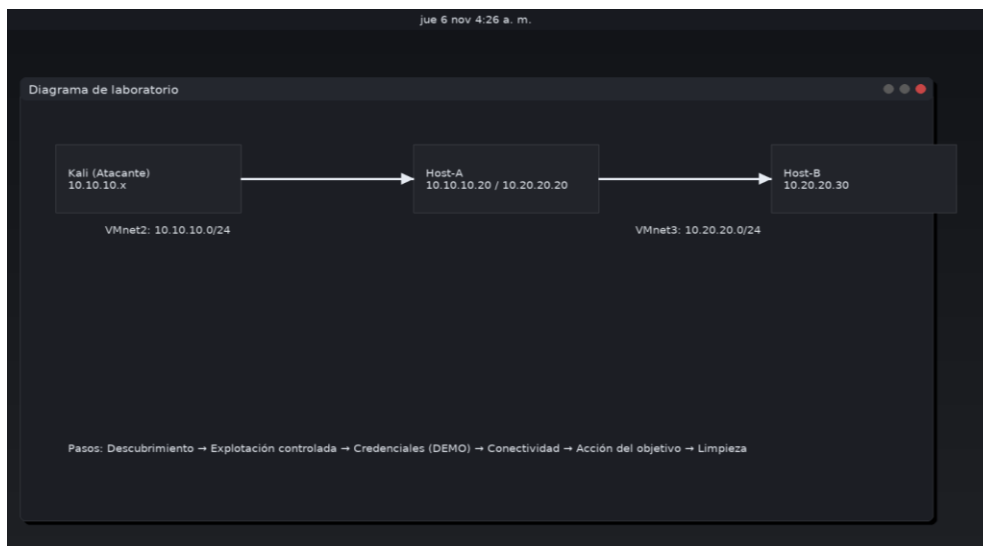 jue 6 nov 4:26 a. m.
Diagrama de laboratorio
Kali (Atacante)
10.10.10.x
Host-A
10.10.10.20 / 10.20.20.20
Host-B
10.20.20.30
VMnet2: 10.10.10.0/24
VMnet3: 10.20.20.0/24
Pasos: Descubrimiento → Explotación controlada → Credenciales (DEMO) → Conectividad → Acción del objetivo → Limpieza